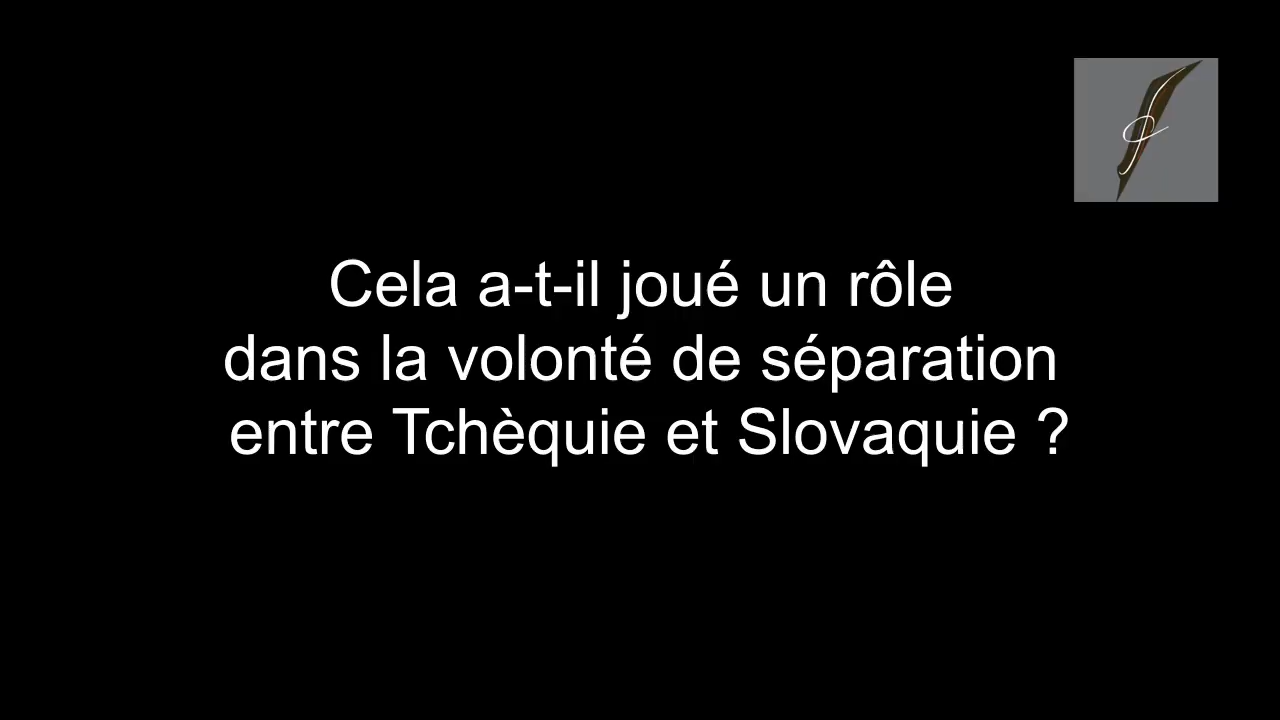 Cela a-t-il joué un rôle
dans la volonté de séparation
entre Tchèquie et Slovaquie ?